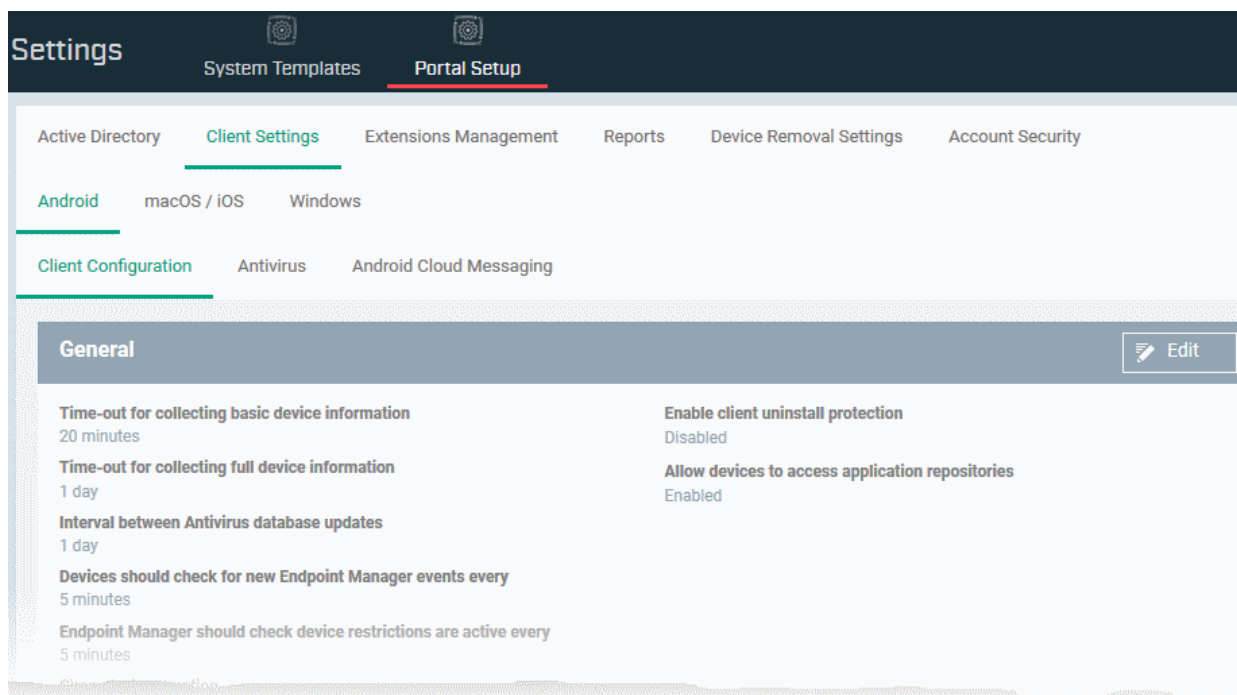 Settings
System Templates
Portal Setup
Active Directory
Client Settings
Extensions Management
Reports
Device Removal Settings
Account Security
Android
macOS / iOS
Windows
Client Configuration
Antivirus
Android Cloud Messaging
General
Edit
Time-out for collecting basic device information
20 minutes
Time-out for collecting full device information
1 day
Interval between Antivirus database updates
1 day
Devices should check for new Endpoint Manager events every
5 minutes
Endpoint Manager should check device restrictions are active every
5 minutes
Enable client uninstall protection
Disabled
Allow devices to access application repositories
Enabled